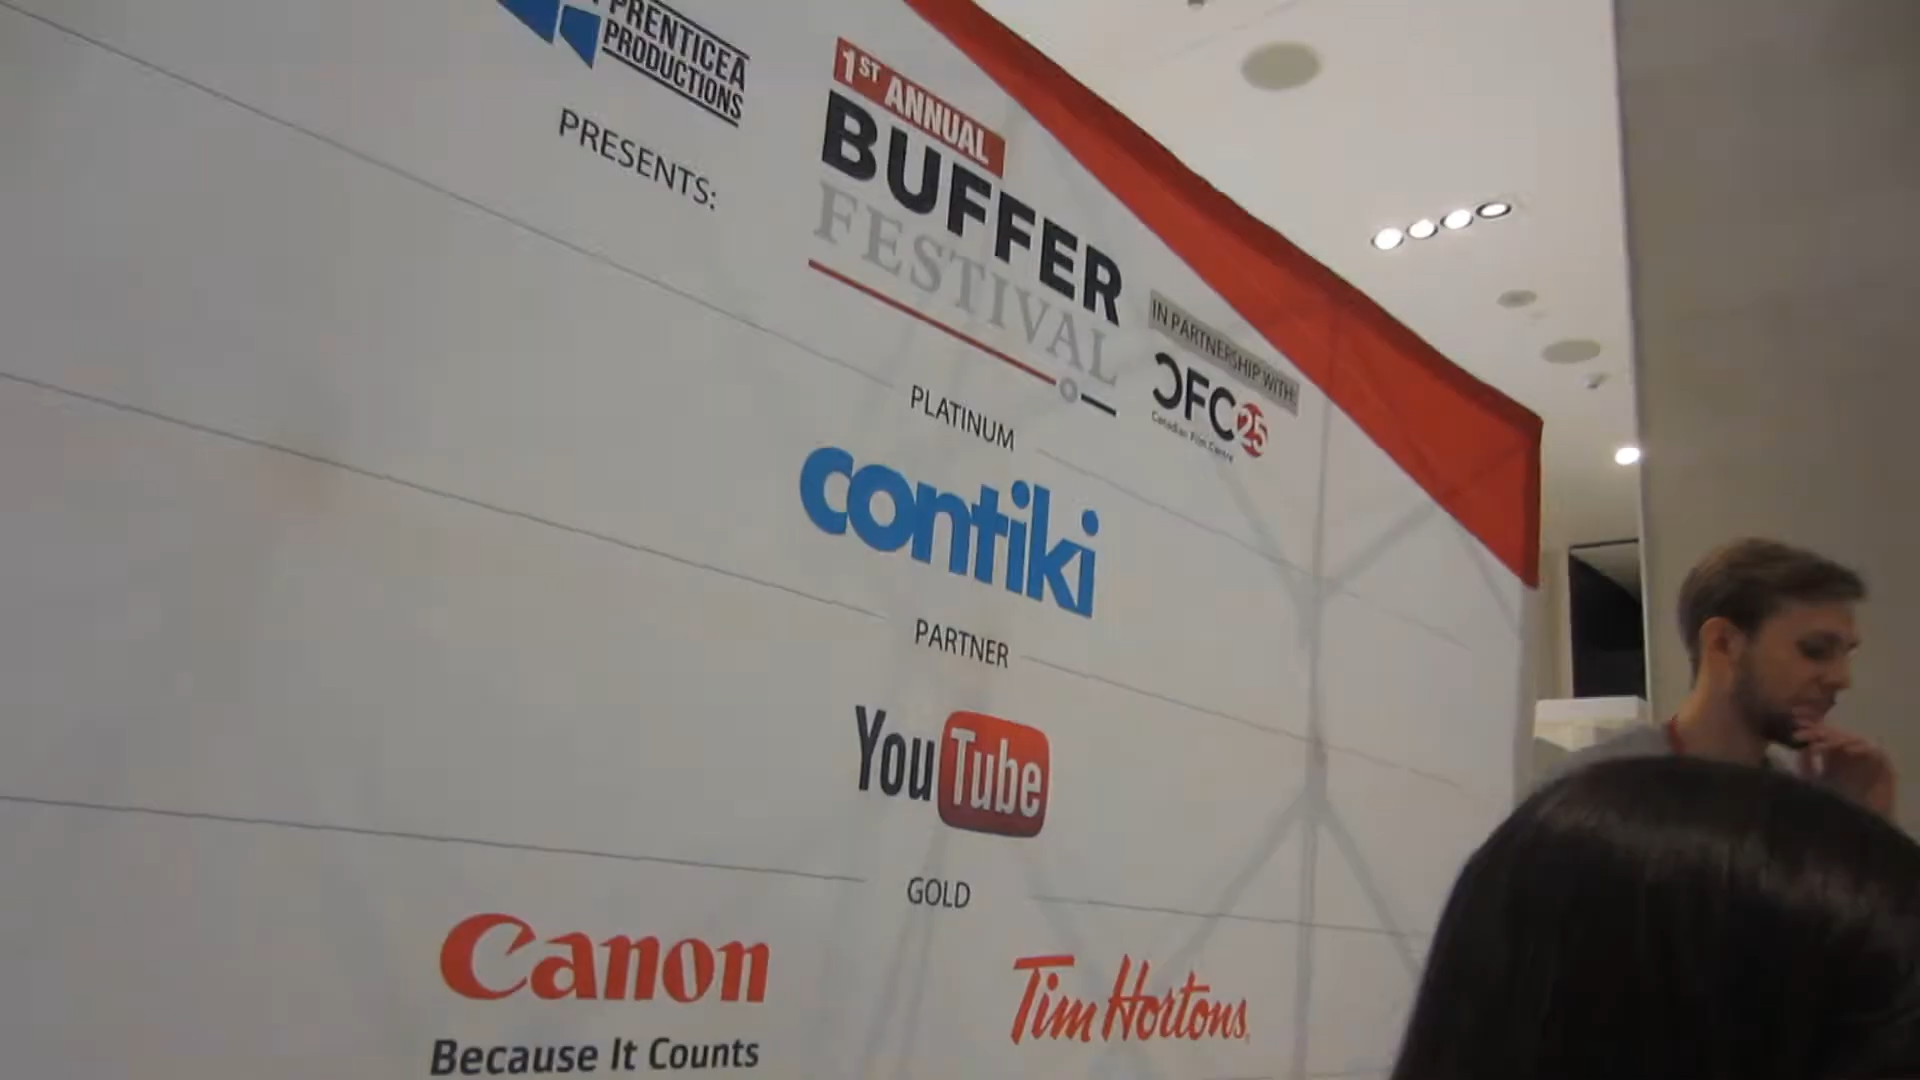 PRENTICEA
PRODUCTIONS
PRESENTS:
1ST ANNUAL
BUFFER
FESTIVAL
IN PARTNERSHIP WITH:
CFC25
Canadian Film Centre
PLATINUM
contiki
PARTNER
YouTube
GOLD
Canon
Because It Counts
Tim Hortons